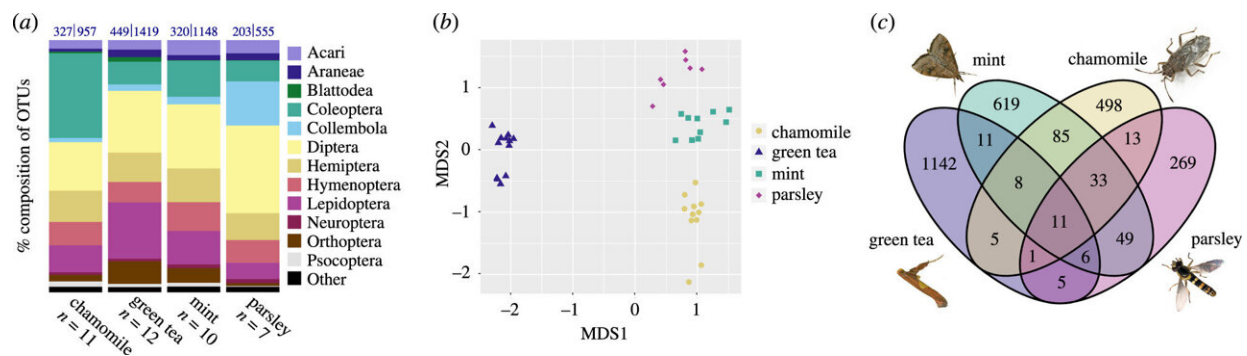 (a)
327|957 449|1419 320|1148 203|555
% composition of OTUs
Acari
Araneae
Blattodea
Coleoptera
Collembola
Diptera
Hemiptera
Hymenoptera
Lepidoptera
Neuroptera
Orthoptera
Psocoptera
Other
chamomile
n = 11
green tea
n = 12
mint
n = 10
parsley
n = 7
(b)
MDS2
1
0
−1
−2
−2 −1 0 1
MDS1
chamomile
green tea
mint
parsley
(c)
mint chamomile
619 498
11 85 13
1142 269
8 33
11
green tea 5 49 parsley
1 6
5